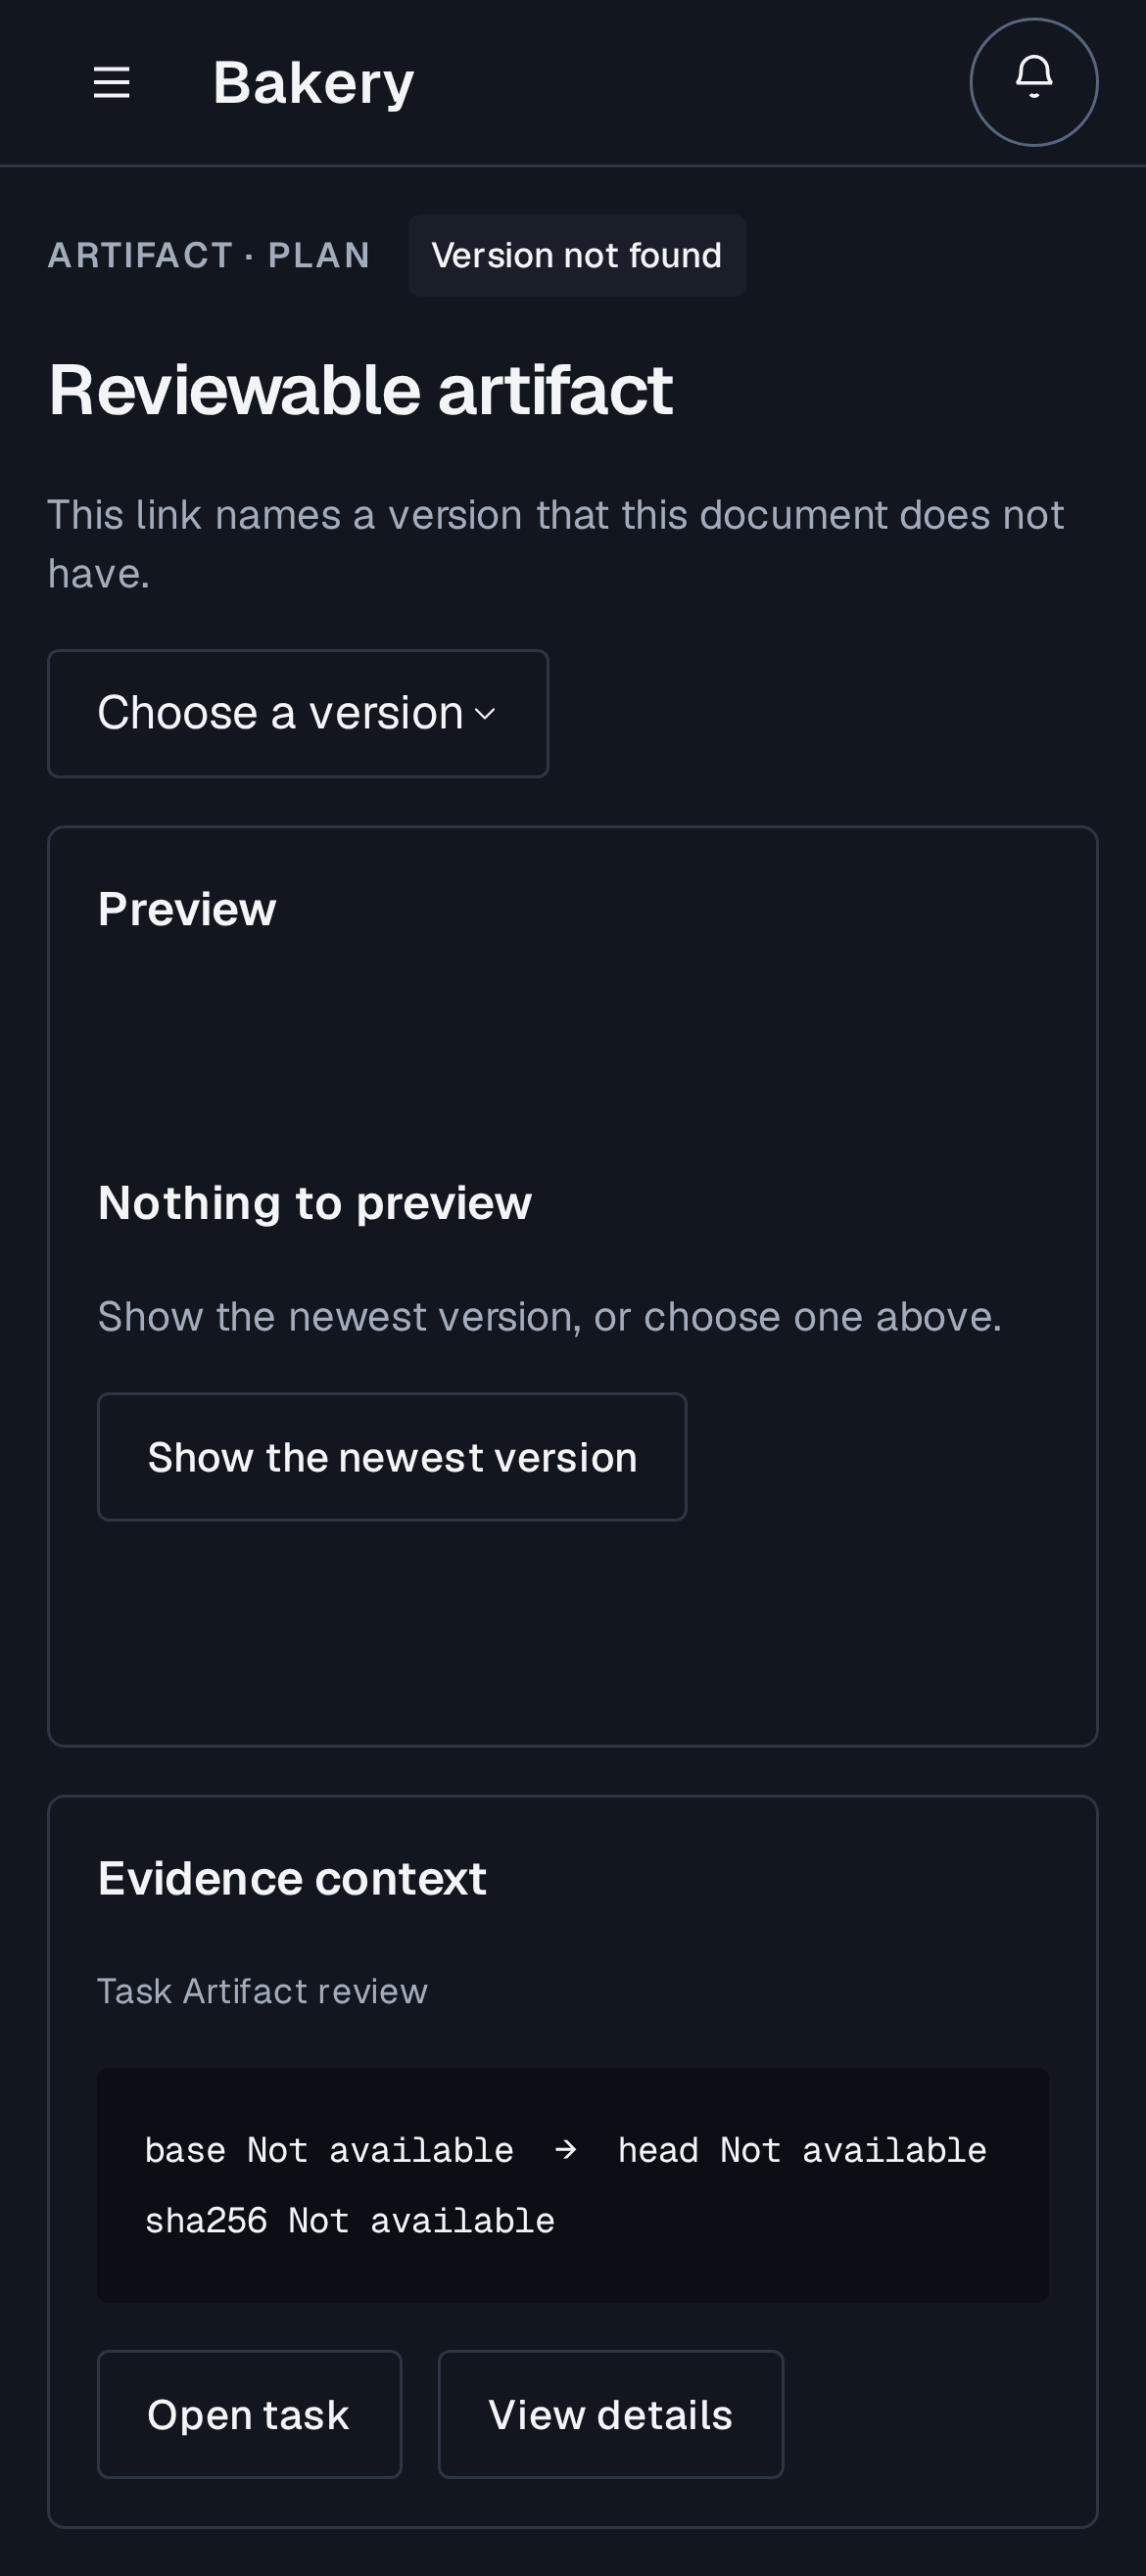 Bakery
ARTIFACT · PLAN
Version not found
Reviewable artifact
This link names a version that this document does not
have.
Choose a version
Preview
Nothing to preview
Show the newest version, or choose one above.
Show the newest version
Evidence context
Task Artifact review
base Not available → head Not available
sha256 Not available
Open task
View details